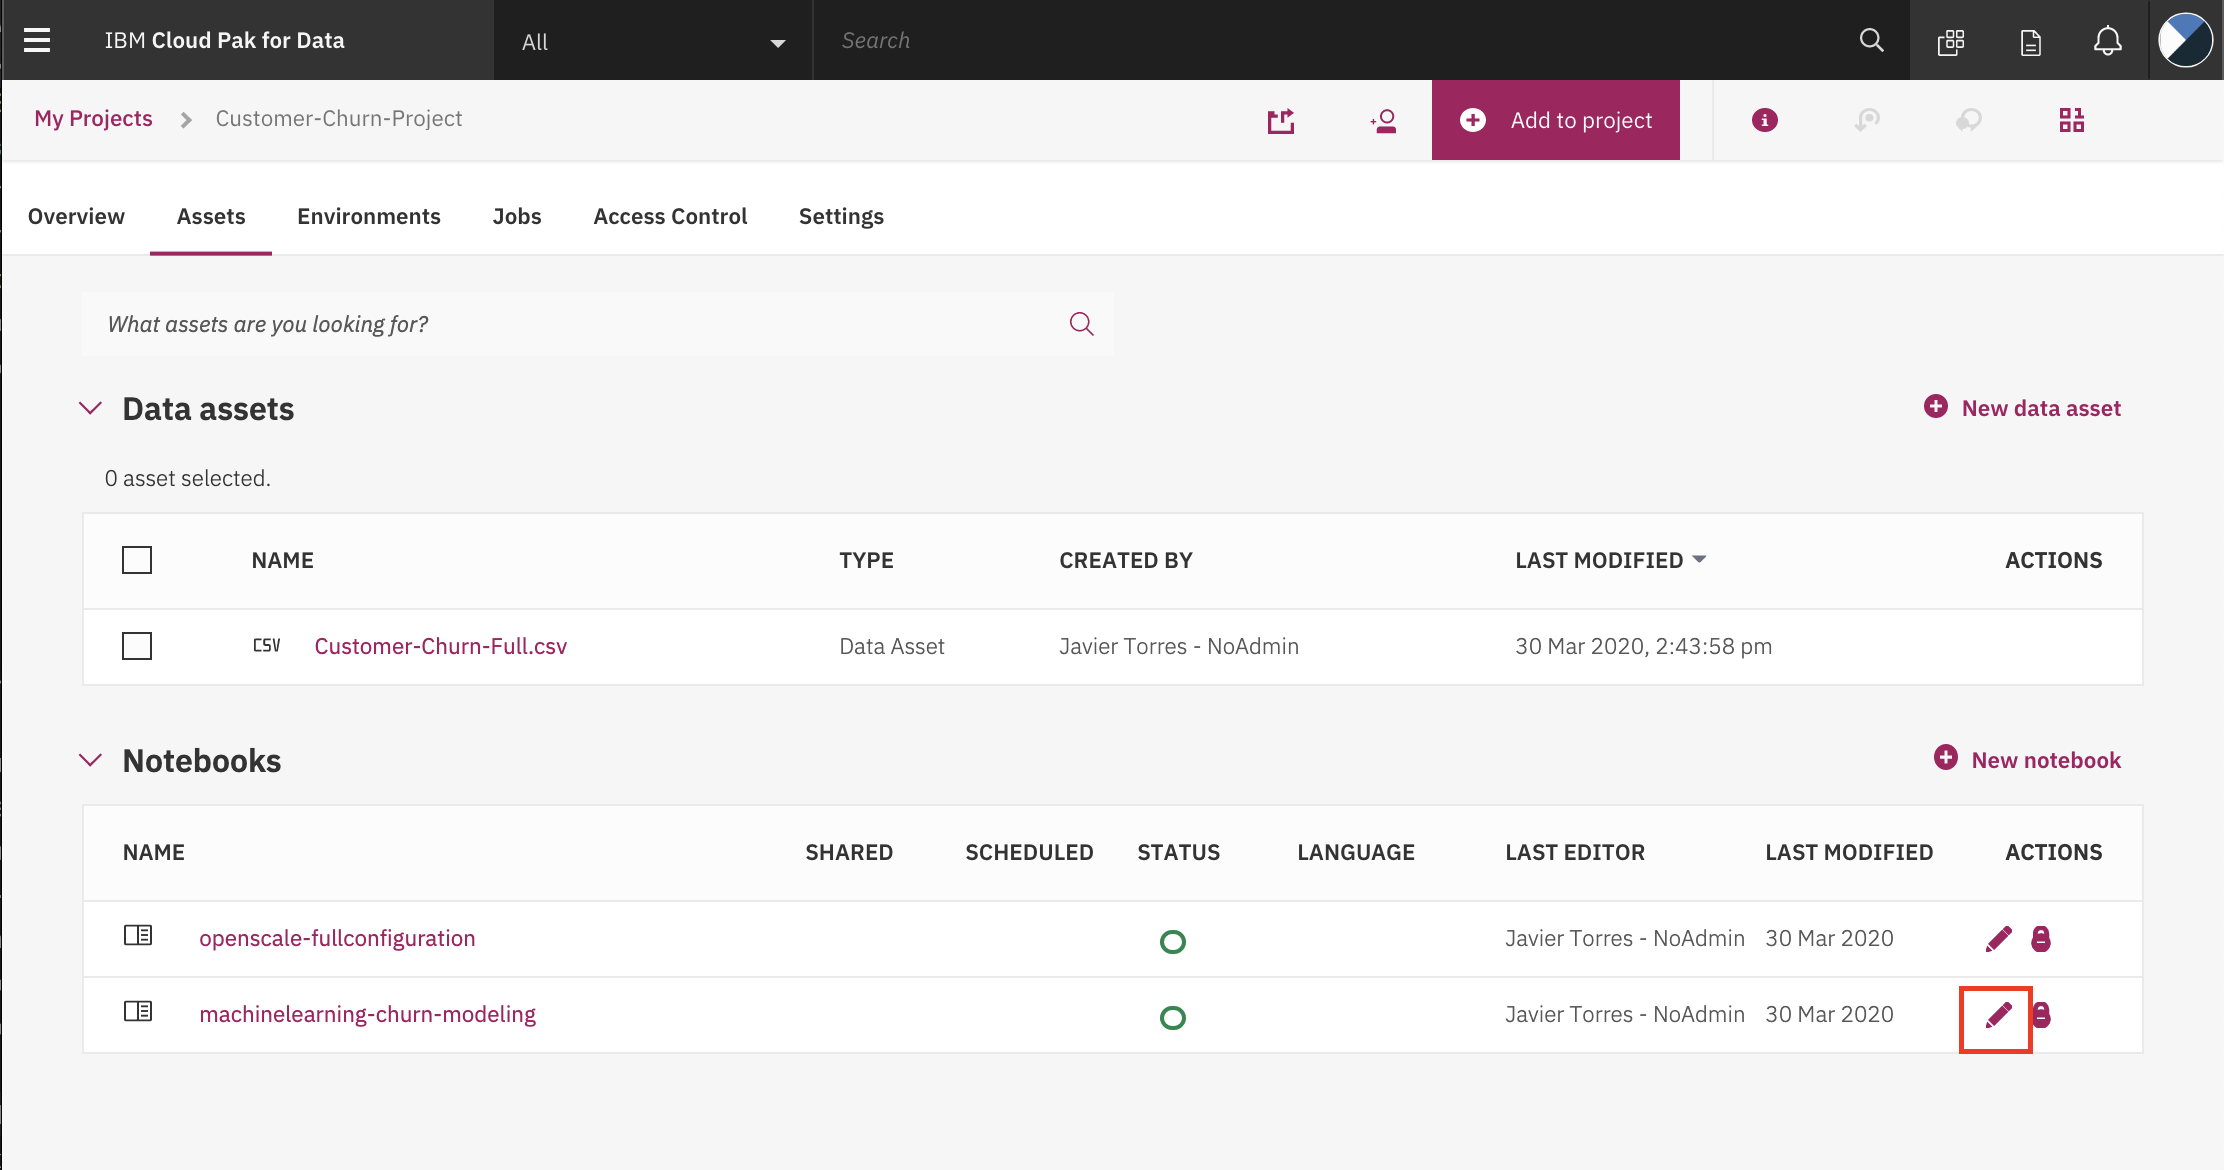 IBM Cloud Pak for Data
All
Search
My Projects
Customer-Churn-Project
Add to project
Overview
Assets
Environments
Jobs
Access Control
Settings
What assets are you looking for?
Data assets
New data asset
0 asset selected.
NAME TYPE CREATED BY LAST MODIFIED ACTIONS
CSV Customer-Churn-Full.csv Data Asset Javier Torres - NoAdmin 30 Mar 2020, 2:43:58 pm
Notebooks
New notebook
NAME SHARED SCHEDULED STATUS LANGUAGE LAST EDITOR LAST MODIFIED ACTIONS
openscale-fullconfiguration Javier Torres - NoAdmin 30 Mar 2020
machinelearning-churn-modeling Javier Torres - NoAdmin 30 Mar 2020